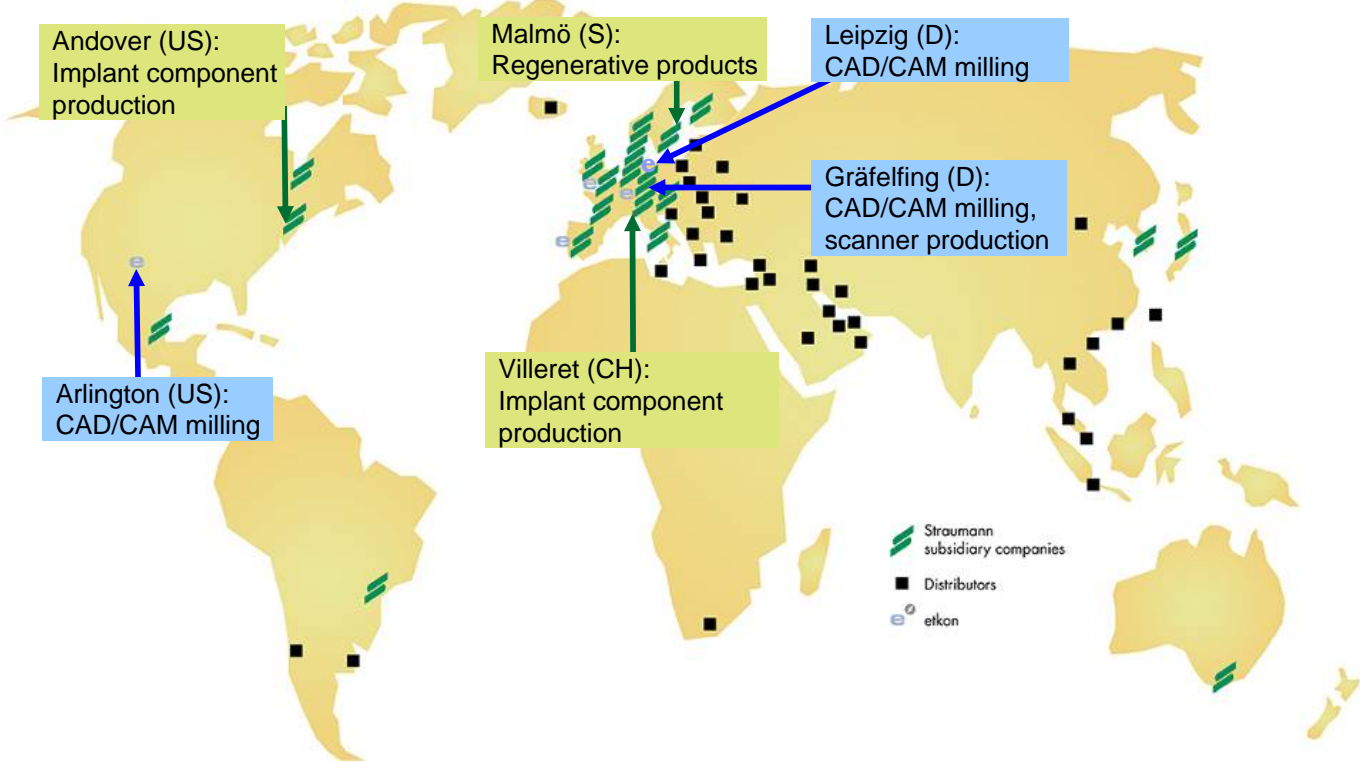 Andover (US):
Implant component
production
Malmö (S):
Regenerative products
Leipzig (D):
CAD/CAM milling
Gräfelfing (D):
CAD/CAM milling,
scanner production
Arlington (US):
CAD/CAM milling
Villeret (CH):
Implant component
production
Straumann
subsidiary companies
Distributors
e etkon